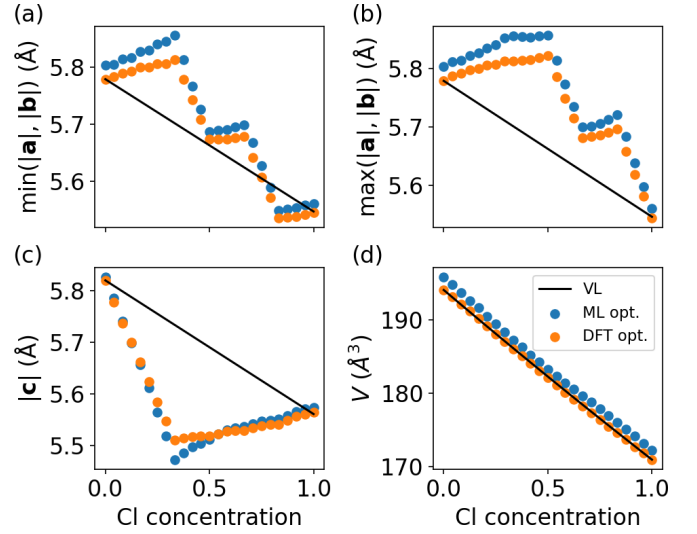 (a)
min(|a|, |b|) (Å)
5.8
5.7
5.6
(b)
max(|a|, |b|) (Å)
5.8
5.7
5.6
(c)
|c| (Å)
5.8
5.7
5.6
5.5
0.0 0.5 1.0
Cl concentration
(d)
V (Å³)
190
180
170
VL
ML opt.
DFT opt.
0.0 0.5 1.0
Cl concentration